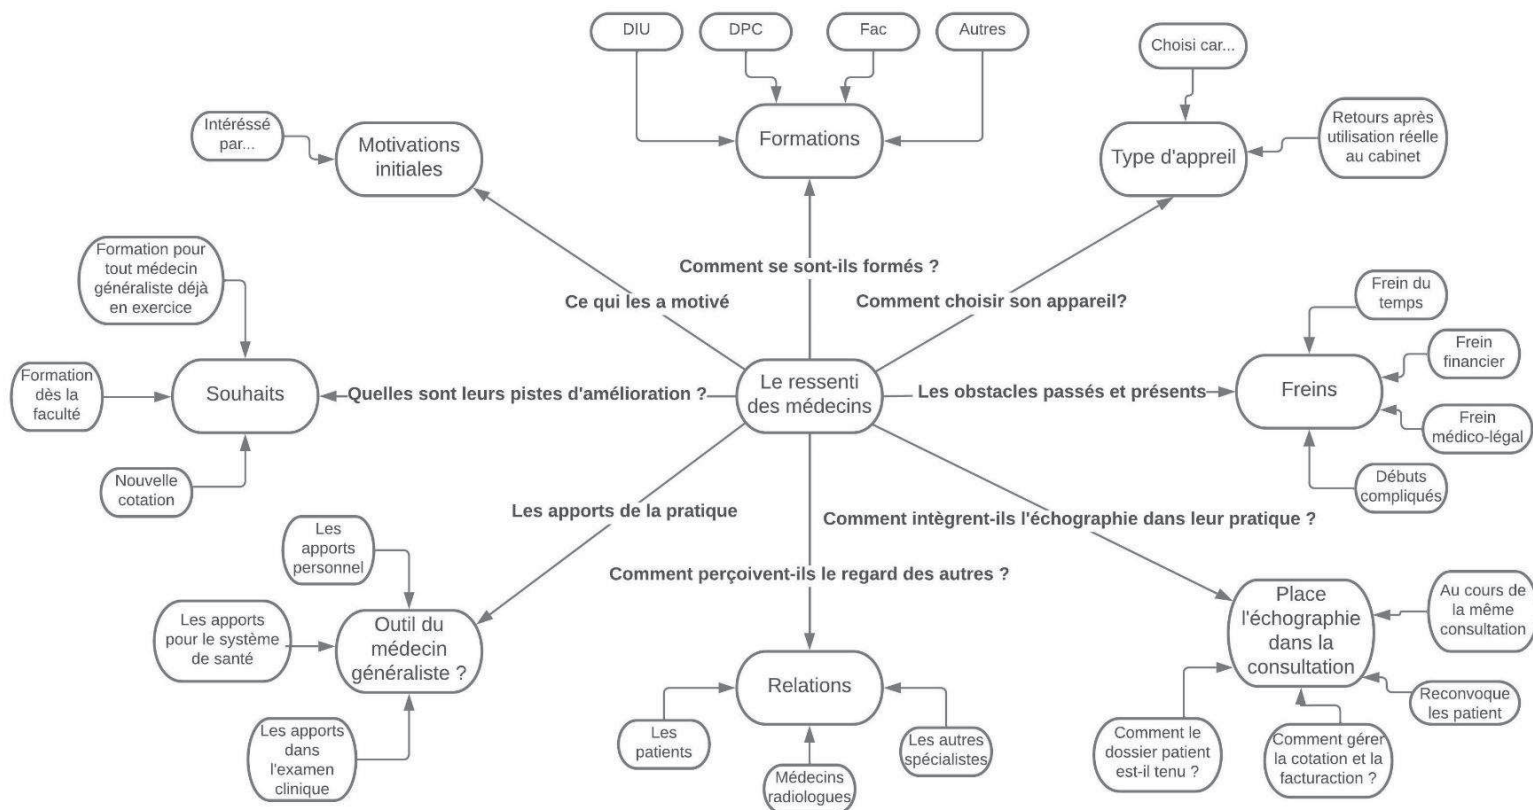 DIU
DPC
Fac
Autres
Choisi car...
Intéréssé
par...
Motivations
initiales
Formations
Type d'appreil
Retours après
utilisation réelle
au cabinet
Formation pour
tout médecin
généraliste déjà
en exercice
Comment se sont-ils formés ?
Ce qui les a motivé
Comment choisir son appareil?
Frein du
temps
Frein
financier
Formation
dès la
faculté
Souhaits
Quelles sont leurs pistes d'amélioration ?
Le ressenti
des médecins
Les obstacles passés et présents
Freins
Frein
médico-légal
Nouvelle
cotation
Débuts
compliqués
Les apports de la pratique
Comment intègrent-ils l'échographie dans leur pratique ?
Les
apports
personnel
Comment perçoivent-ils le regard des autres ?
Les apports
pour le système
de santé
Outil du
médecin
généraliste ?
Place
l'échographie
dans la
consultation
Au cours de
la même
consultation
Relations
Reconvoque
les patient
Les apports
dans
l'examen
clinique
Les
patients
Médecins
radiologues
Les autres
spécialistes
Comment le
dossier patient
est-il tenu ?
Comment gérer
la cotation et la
facturaction ?